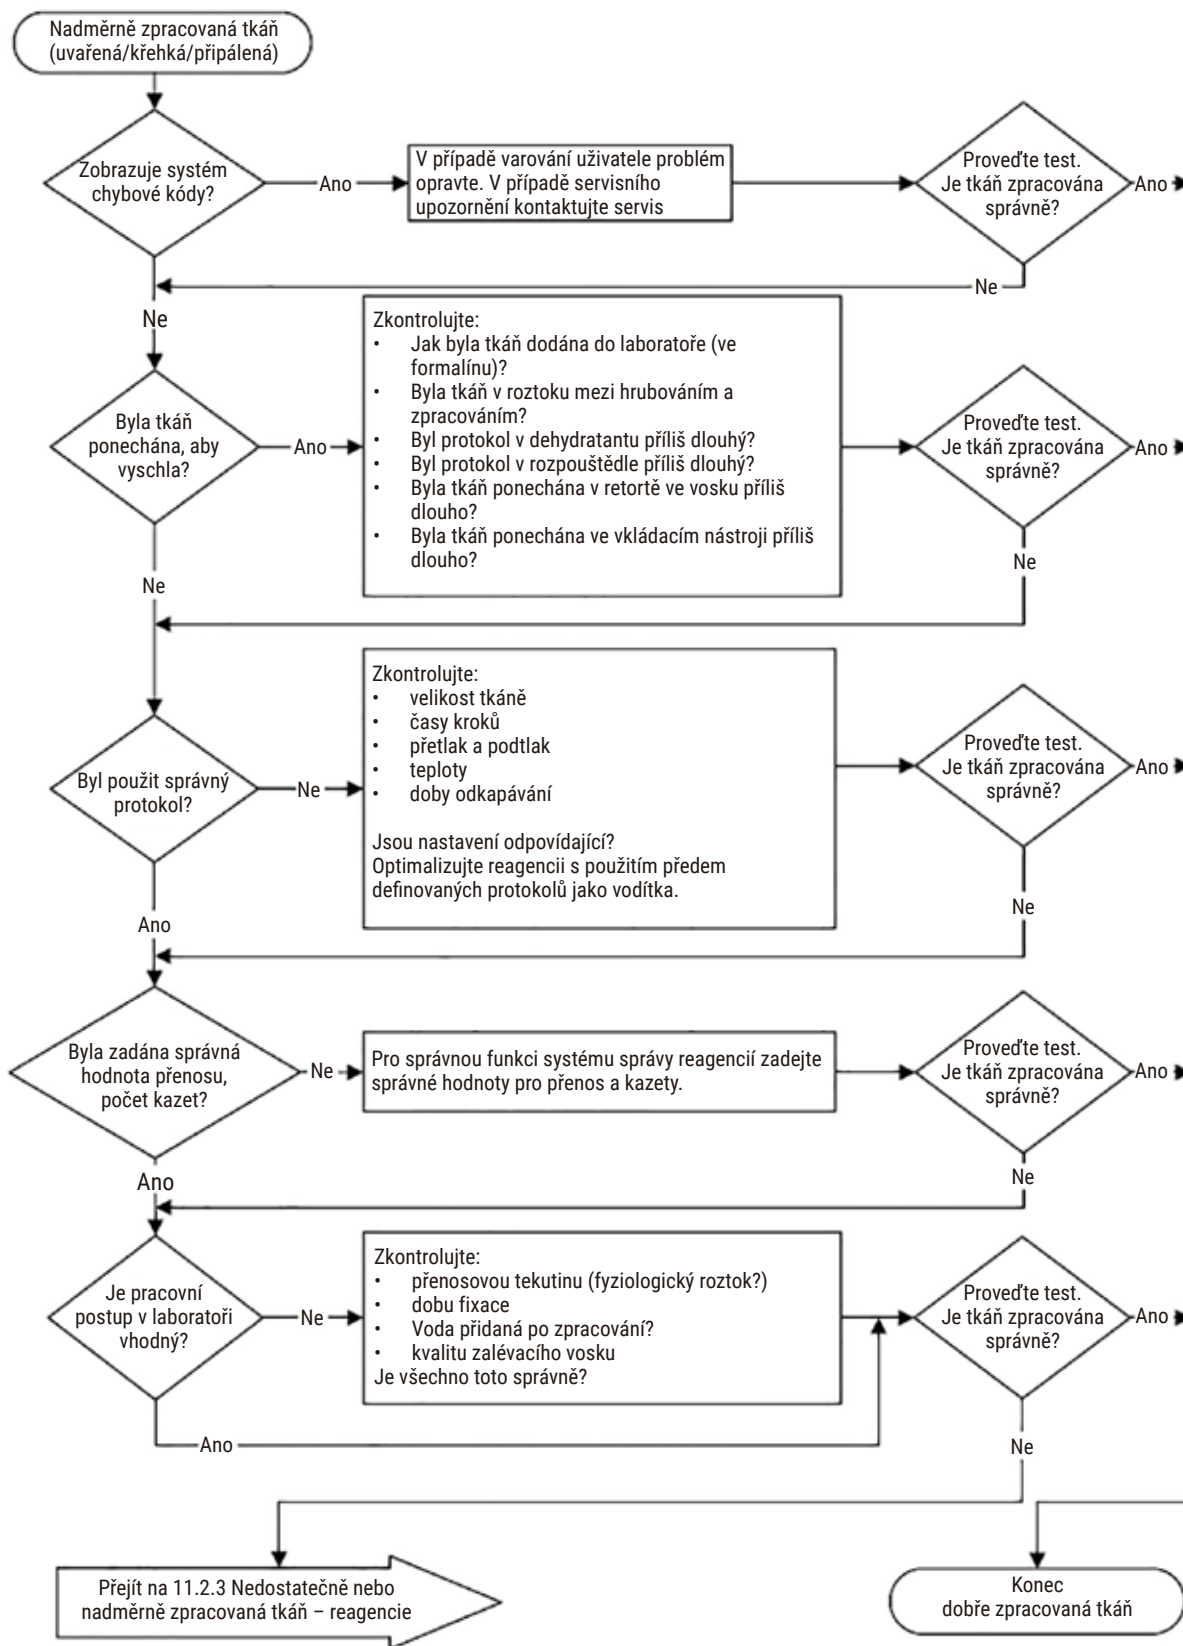 Nadměrně zpracovaná tkáň
(uvařená/křehká/připálená)
Zobrazuje systém
chybové kódy?
Ano
V případě varování uživatele problém
opravte. V případě servisního
upozornění kontaktujte servis
Proveďte test.
Je tkáň zpracována
správně?
Ano
Ne
Ne
Byla tkáň
ponechána, aby
vyschla?
Ano
Zkontrolujte:
• Jak byla tkáň dodána do laboratoře (ve
formalínu)?
• Byla tkáň v roztoku mezi hrubováním a
zpracováním?
• Byl protokol v dehydratantu příliš dlouhý?
• Byl protokol v rozpouštědle příliš dlouhý?
• Byla tkáň ponechána v retortě ve vosku příliš
dlouho?
• Byla tkáň ponechána ve vkládacím nástroji příliš
dlouho?
Proveďte test.
Je tkáň zpracována
správně?
Ano
Ne
Ne
Byl použit správný
protokol?
Ne
Zkontrolujte:
• velikost tkáně
• časy kroků
• přetlak a podtlak
• teploty
• doby odkapávání
Jsou nastavení odpovídající?
Optimalizujte reagencii s použitím předem
definovaných protokolů jako vodítka.
Proveďte test.
Je tkáň zpracována
správně?
Ano
Ne
Ano
Byla zadána správná
hodnota přenosu,
počet kazet?
Ne
Pro správnou funkci systému správy reagencií zadejte
správné hodnoty pro přenos a kazety.
Proveďte test.
Je tkáň zpracována
správně?
Ano
Ne
Ano
Je pracovní
postup v laboratoři
vhodný?
Ne
Zkontrolujte:
• přenosovou tekutinu (fyziologický roztok?)
• dobu fixace
• Voda přidaná po zpracování?
• kvalitu zalévacího vosku
Je všechno toto správně?
Proveďte test.
Je tkáň zpracována
správně?
Ano
Ano
Ne
Přejít na 11.2.3 Nedostatečně nebo
nadměrně zpracovaná tkáň – reagencie
Konec
dobře zpracovaná tkáň